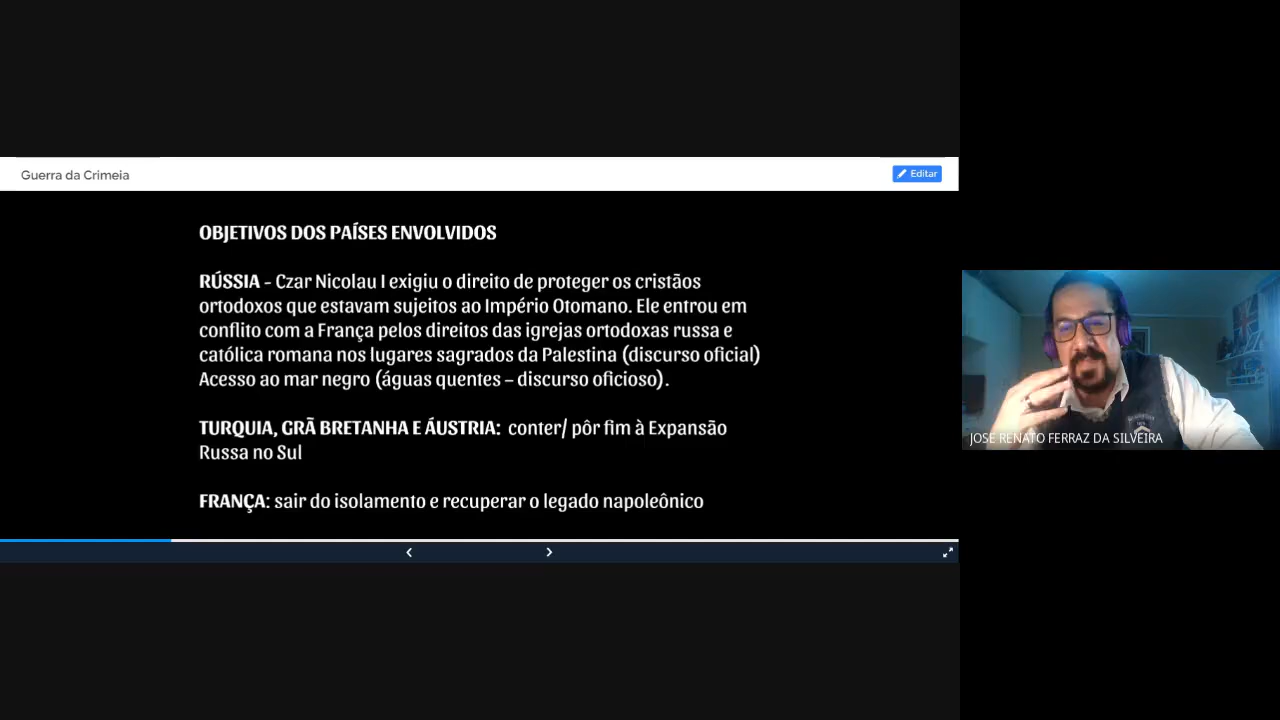 Guerra da Crimeia
Editar
OBJETIVOS DOS PAÍSES ENVOLVIDOS
RÚSSIA - Czar Nicolau I exigiu o direito de proteger os cristãos
ortodoxos que estavam sujeitos ao Império Otomano. Ele entrou em
conflito com a França pelos direitos das igrejas ortodoxas russa e
católica romana nos lugares sagrados da Palestina (discurso oficial)
Acesso ao mar negro (águas quentes – discurso oficioso).
TURQUIA, GRÃ BRETANHA E ÁUSTRIA: conter/ pôr fim à Expansão
Russa no Sul
FRANÇA: sair do isolamento e recuperar o legado napoleônico
JOSE RENATO FERRAZ DA SILVEIRA